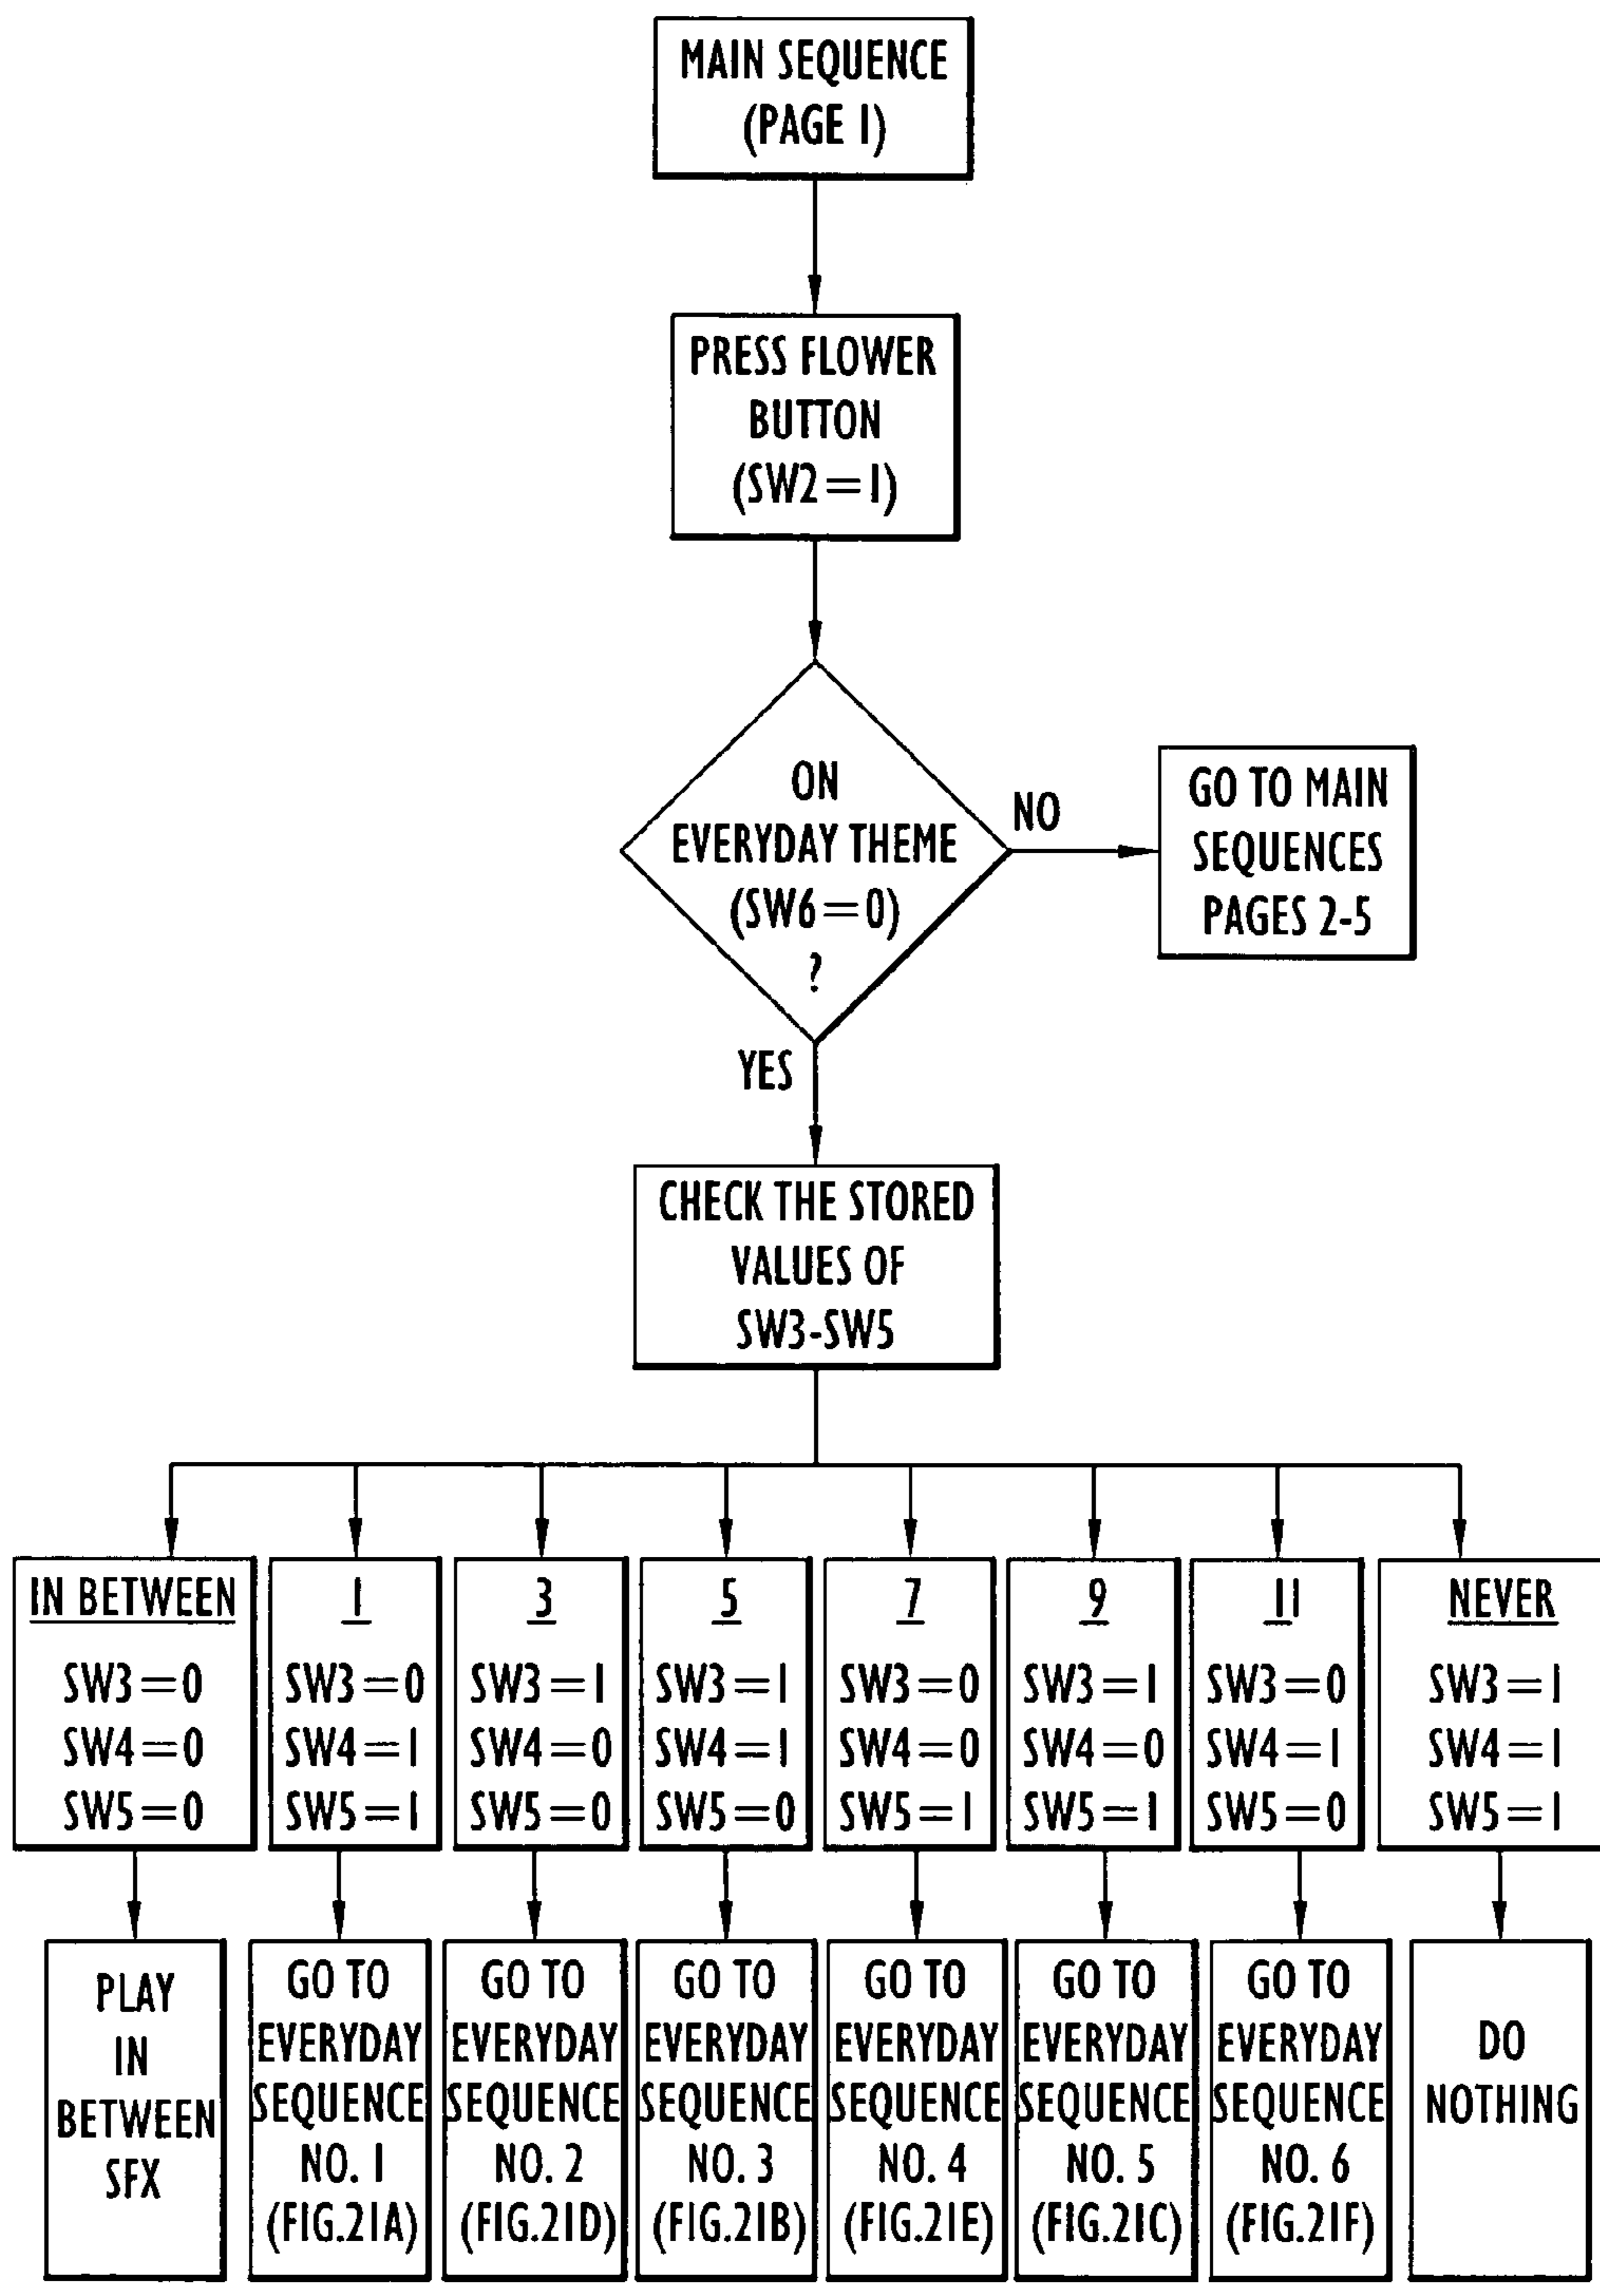 MAIN SEQUENCE
(PAGE 1)
PRESS FLOWER
BUTTON
(SW2=1)
ON
EVERYDAY THEME
(SW6=0)
?
NO
GO TO MAIN
SEQUENCES
PAGES 2-5
YES
CHECK THE STORED
VALUES OF
SW3-SW5
IN BETWEEN
SW3=0
SW4=0
SW5=0
1
SW3=0
SW4=1
SW5=1
3
SW3=1
SW4=0
SW5=0
5
SW3=1
SW4=1
SW5=0
7
SW3=0
SW4=0
SW5=1
9
SW3=1
SW4=0
SW5=1
11
SW3=0
SW4=1
SW5=0
NEVER
SW3=1
SW4=1
SW5=1
PLAY
IN
BETWEEN
SFX
GO TO
EVERYDAY
SEQUENCE
NO. 1
(FIG.21A)
GO TO
EVERYDAY
SEQUENCE
NO. 2
(FIG.21D)
GO TO
EVERYDAY
SEQUENCE
NO. 3
(FIG.21B)
GO TO
EVERYDAY
SEQUENCE
NO. 4
(FIG.21E)
GO TO
EVERYDAY
SEQUENCE
NO. 5
(FIG.21C)
GO TO
EVERYDAY
SEQUENCE
NO. 6
(FIG.21F)
DO
NOTHING